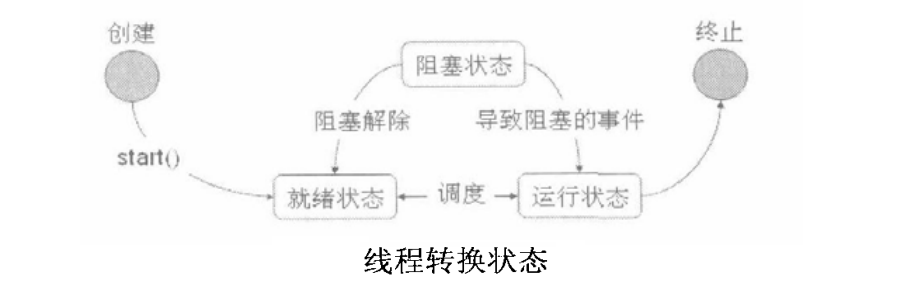 创建
终止
阻塞状态
阻塞解除
导致阻塞的事件
start()
就绪状态
调度
运行状态
线程转换状态